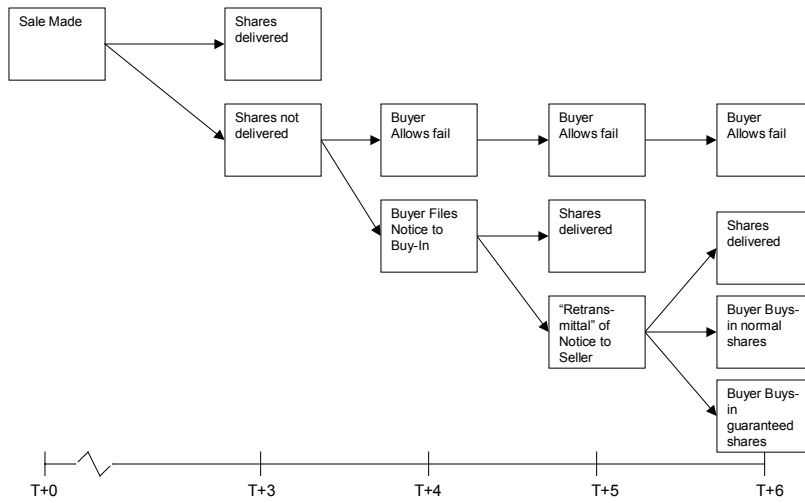 Sale Made
Shares
delivered
Shares not
delivered
Buyer
Allows fail
Buyer
Allows fail
Buyer
Allows fail
Buyer Files
Notice to
Buy-In
Shares
delivered
Shares
delivered
“Retrans-
mittal” of
Notice to
Seller
Buyer Buys-
in normal
shares
Buyer Buys-
in
guaranteed
shares
T+0
T+3
T+4
T+5
T+6